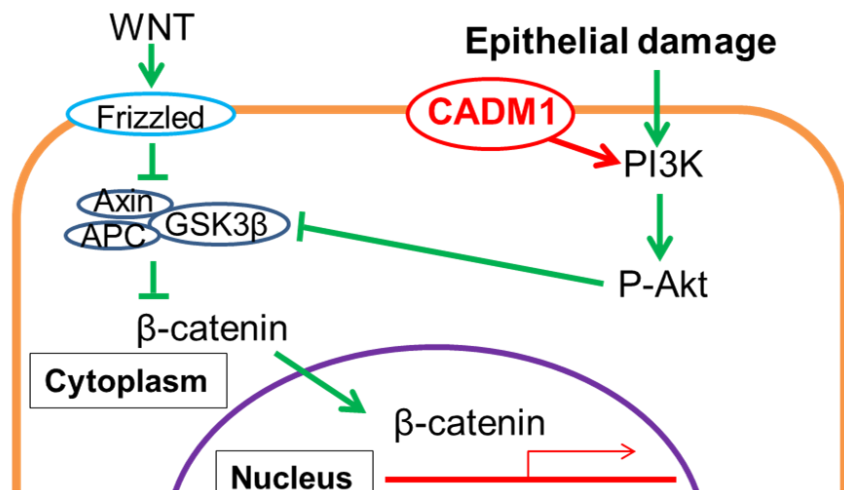 WNT
Epithelial damage
Frizzled
CADM1
PI3K
Axin
GSK3β
APC
P-Akt
β-catenin
Cytoplasm
β-catenin
Nucleus